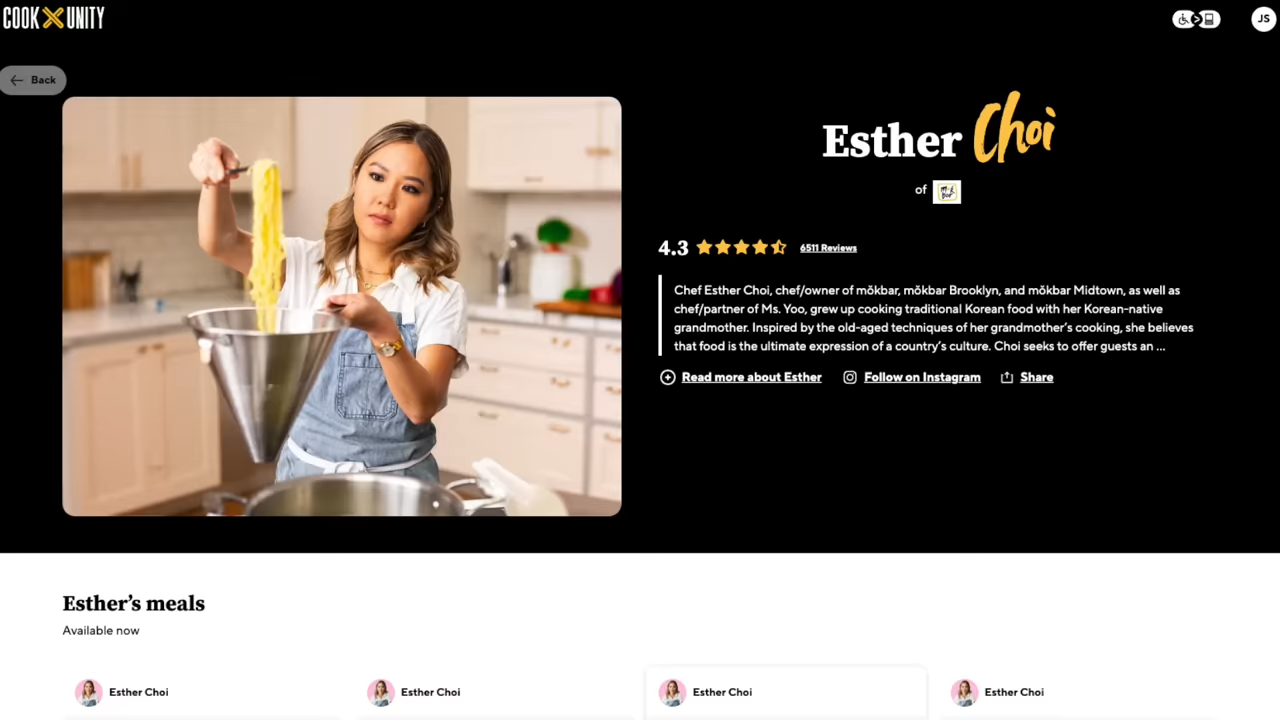 COOK UNITY
JS
Back
Esther Choi
of
4.3
6511 Reviews
Chef Esther Choi, chef/owner of mŏkbar, mŏkbar Brooklyn, and mŏkbar Midtown, as well as
chef/partner of Ms. Yoo, grew up cooking traditional Korean food with her Korean-native
grandmother. Inspired by the old-aged techniques of her grandmother’s cooking, she believes
that food is the ultimate expression of a country’s culture. Choi seeks to offer guests an ...
Read more about Esther
Follow on Instagram
Share
Esther’s meals
Available now
Esther Choi
Esther Choi
Esther Choi
Esther Choi